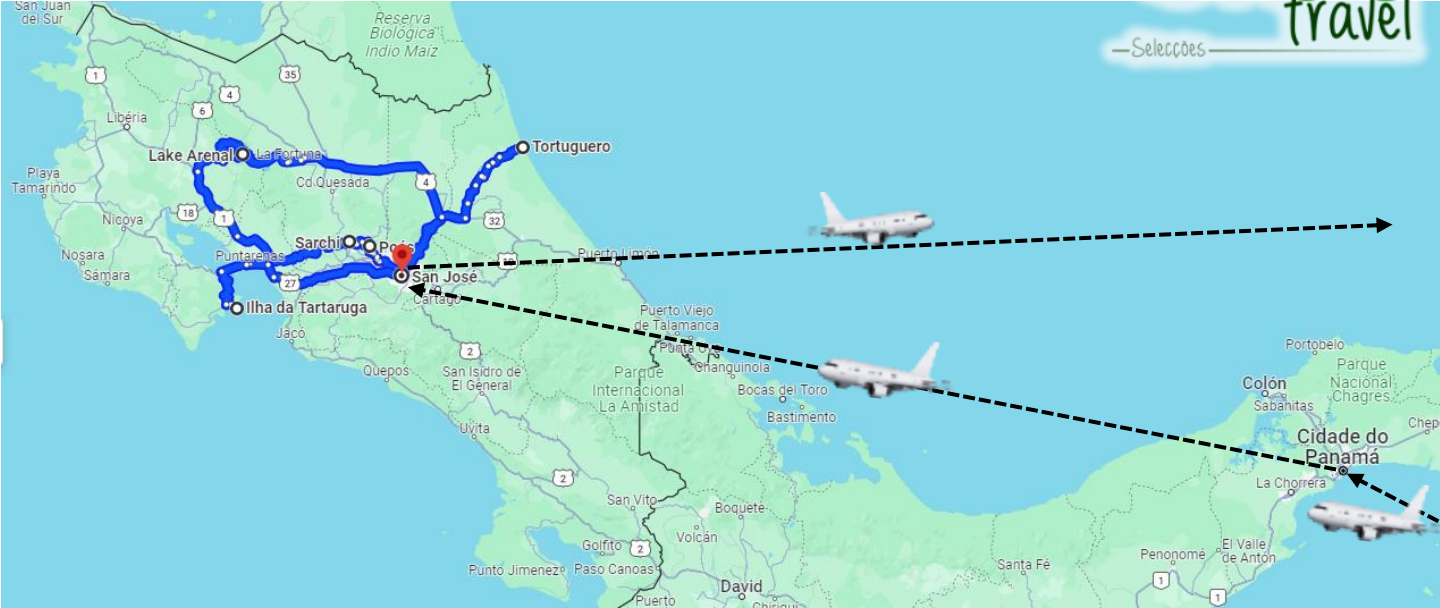 San Juan
del Sur
Reserva
Biológica
Indio Maíz
travel
Selecções
1
35
4
6
Libéria
Lake Arenal
La Fortuna
Tortuguero
Playa
Tamarindo
Cd Quesada
4
18
1
Nicoya
32
Sarchi
Nosara
Puntarenas
Puerto Limón
Sámara
27
San José
Cartago
Ilha da Tartaruga
Jacó
Puerto Viejo
de Talamanca
Punta
Changuinola
2
Quepos
San Isidro de
El General
Parque
Internacional
La Amistad
Bocas del Toro
Bastimento
Portobelo
Parque
Nacional
Chagres
Colón
Sabanitas
Uvita
Cidade do
Panamá
Chep
La Chorrera
2
San Vito
Boquete
Volcán
Golfito
2
Punto Jimenez
Paso Canoas
Santa Fé
Penonomé
El Valle
de Antón
1
1
David
Puerto
Chiriquí